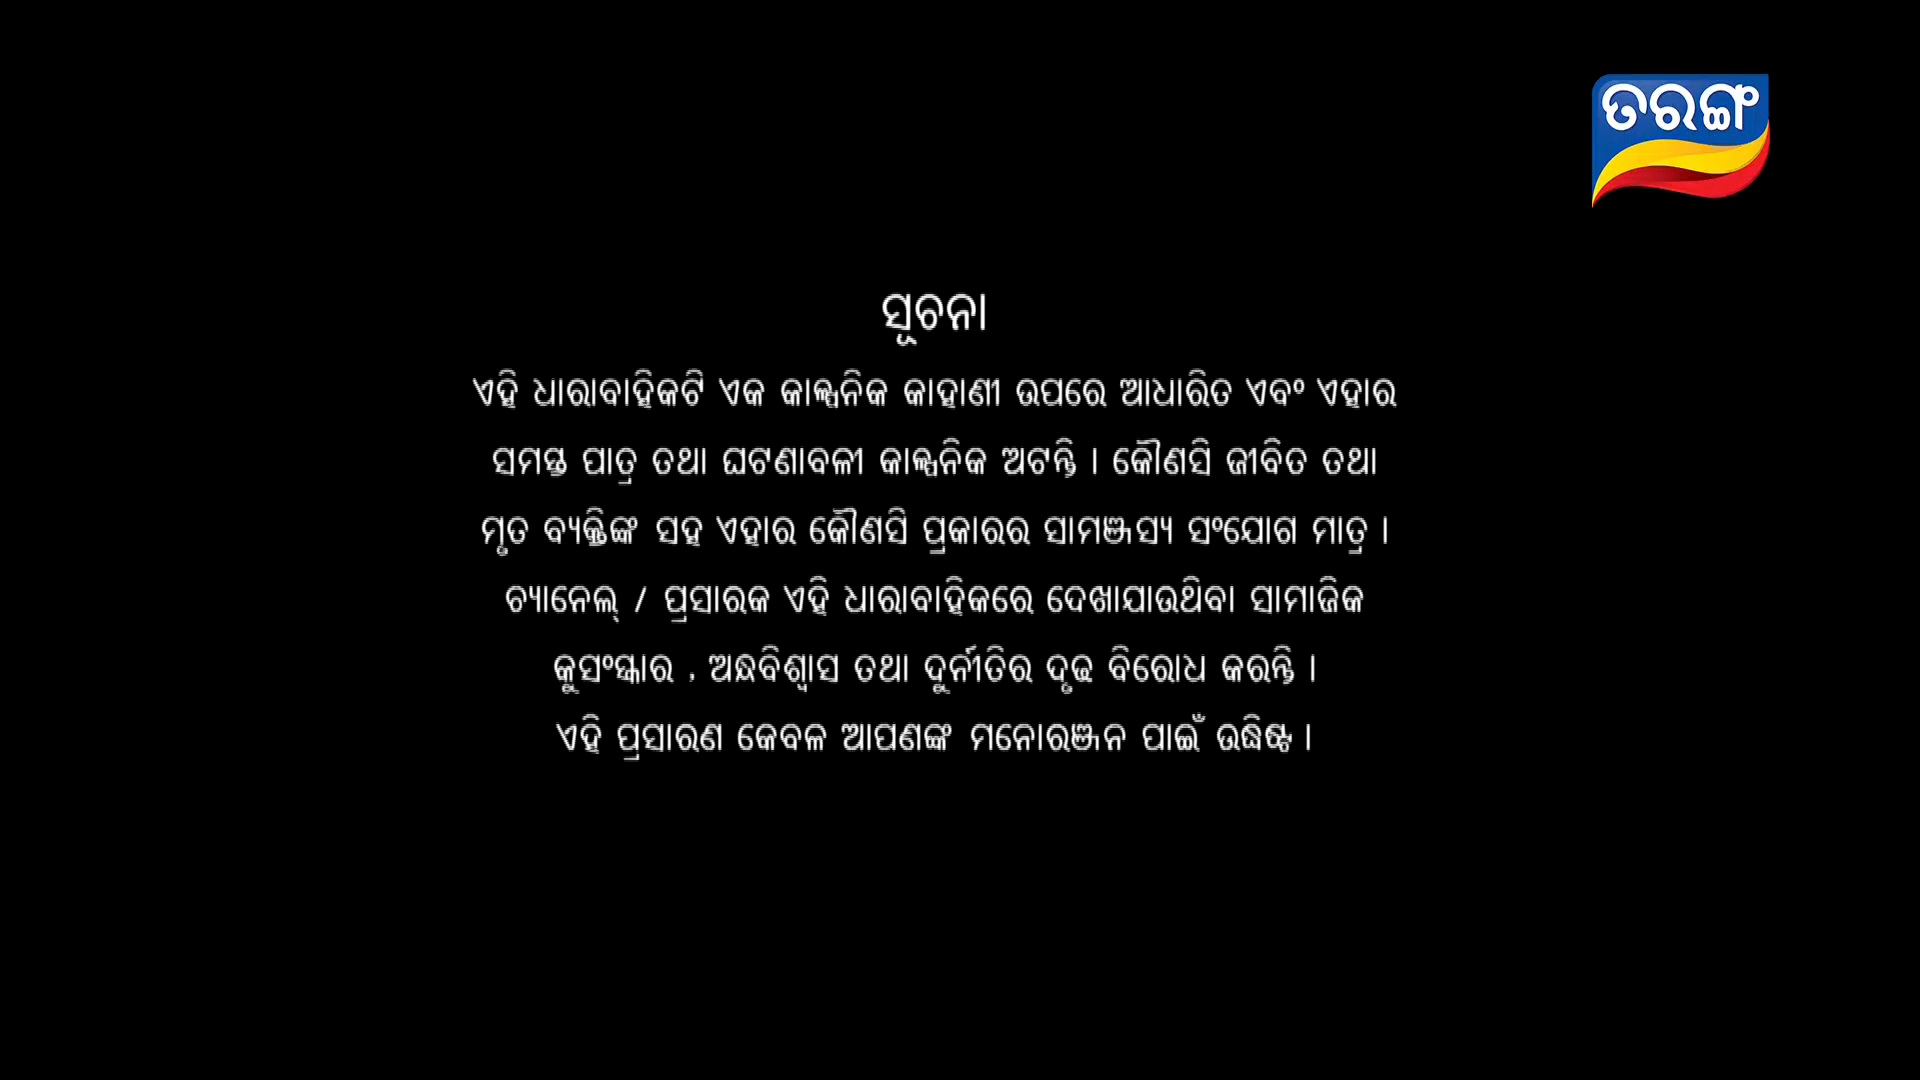 ତରଙ୍ଗ
ସୂଚନା
ଏହି ଧାରାବାହିକଟି ଏକ କାଳ୍ପନିକ କାହାଣୀ ଉପରେ ଆଧାରିତ ଏବଂ ଏହାର
ସମସ୍ତ ପାତ୍ର ତଥା ଘଟଣାବଳୀ କାଳ୍ପନିକ ଅଟନ୍ତି । କୌଣସି ଜୀବିତ ତଥା
ମୃତ ବ୍ୟକ୍ତିଙ୍କ ସହ ଏହାର କୌଣସି ପ୍ରକାରର ସାମଞ୍ଜସ୍ୟ ସଂଯୋଗ ମାତ୍ର ।
ଚ୍ୟାନେଲ୍ / ପ୍ରସାରକ ଏହି ଧାରାବାହିକରେ ଦେଖାଯାଉଥିବା ସାମାଜିକ
କୁସଂସ୍କାର , ଅନ୍ଧବିଶ୍ୱାସ ତଥା ଦୁର୍ନୀତିର ଦୃଢ ବିରୋଧ କରନ୍ତି ।
ଏହି ପ୍ରସାରଣ କେବଳ ଆପଣଙ୍କ ମନୋରଞ୍ଜନ ପାଇଁ ଉଦ୍ଧିଷ୍ଟ ।